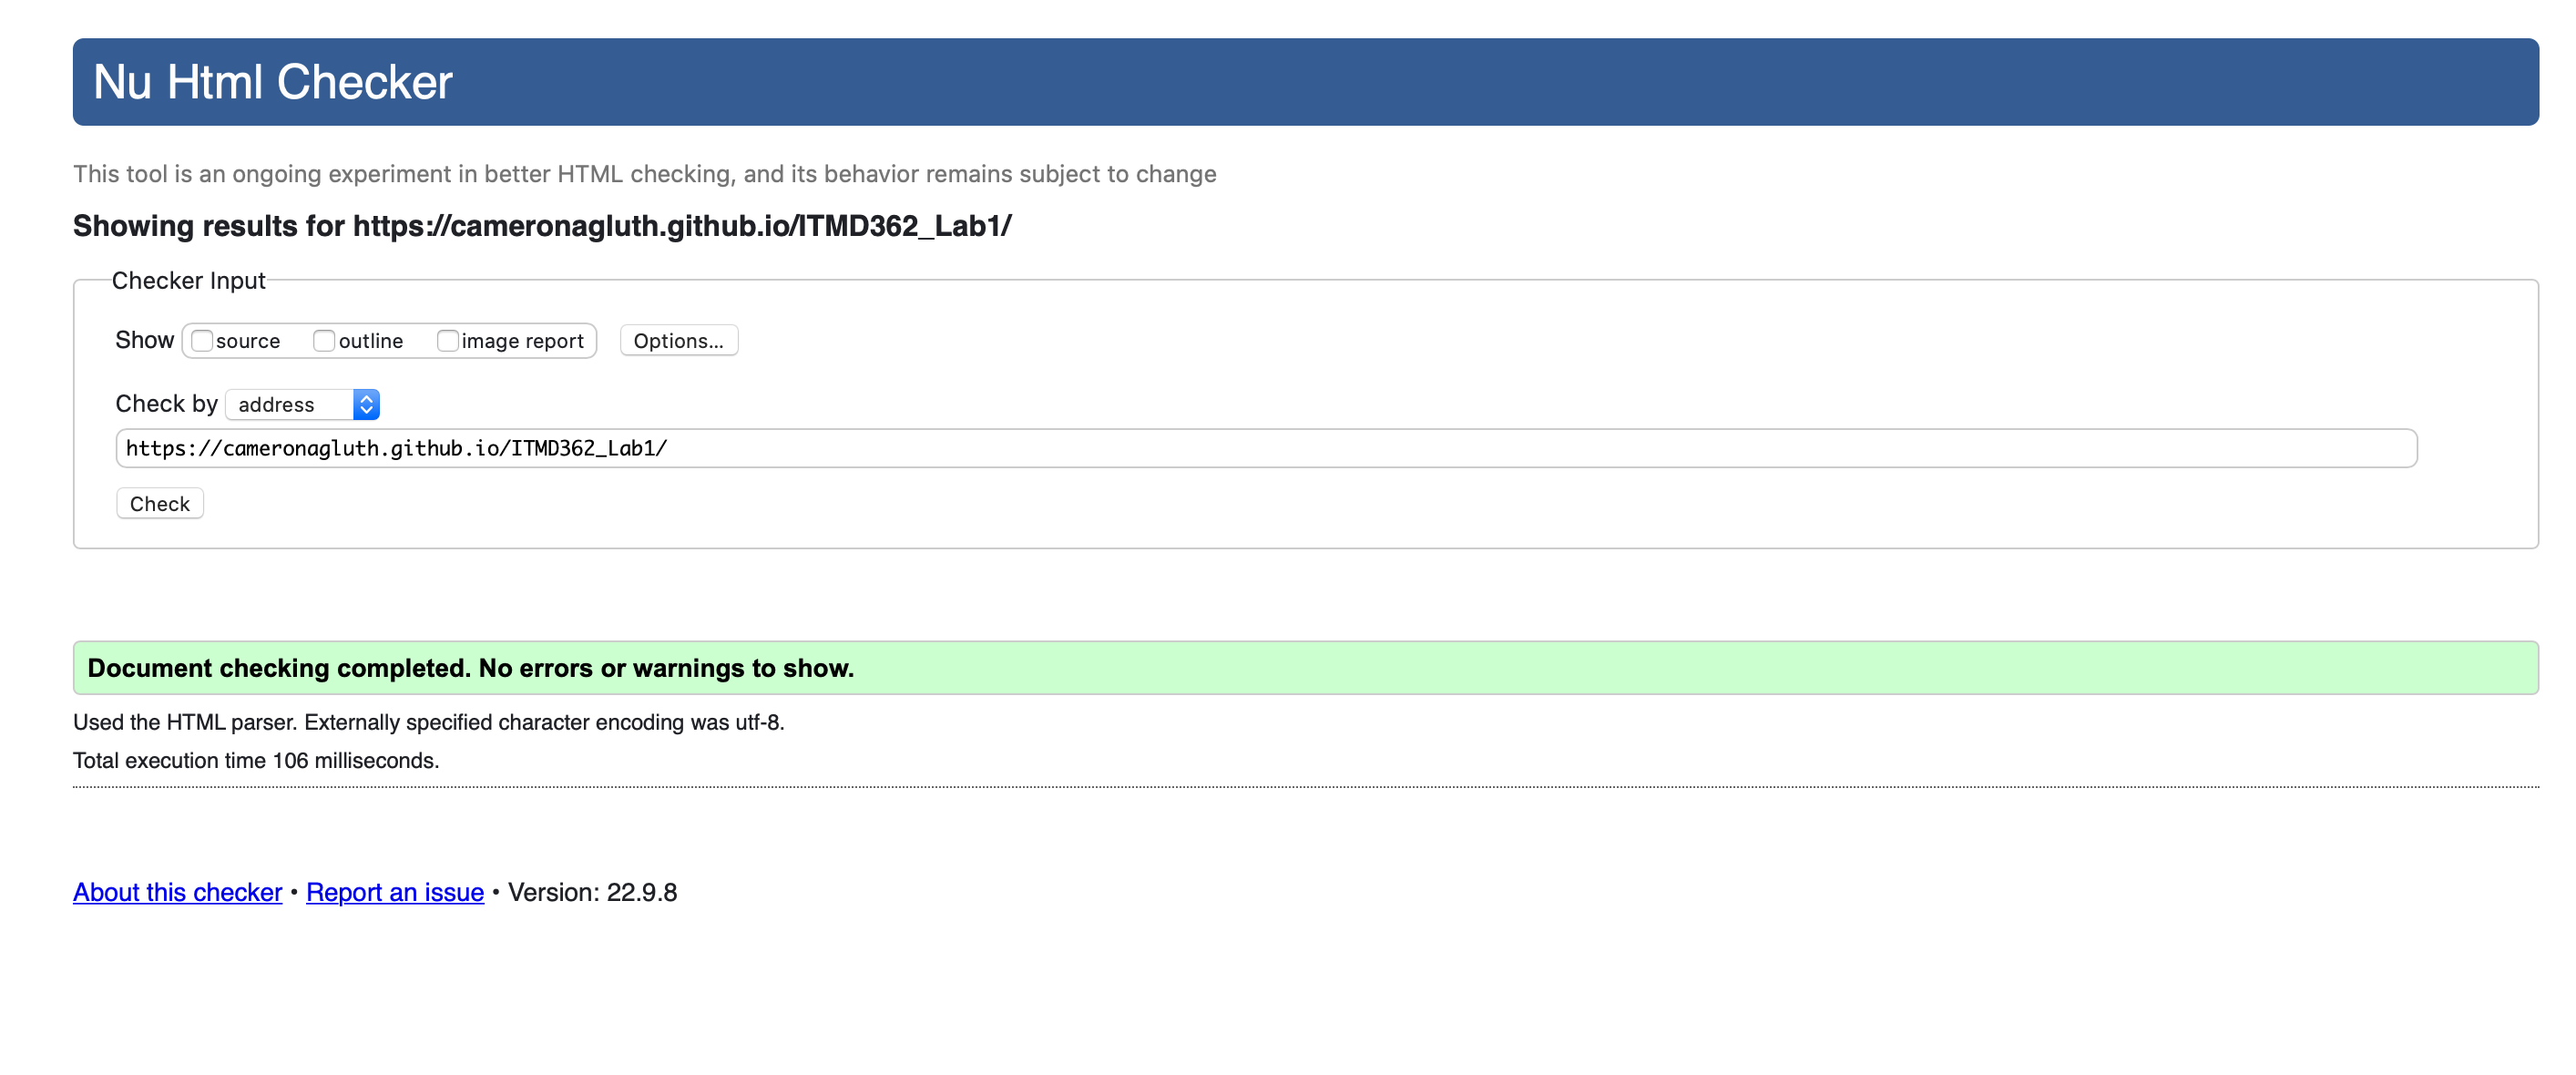 Nu Html Checker
This tool is an ongoing experiment in better HTML checking, and its behavior remains subject to change
Showing results for https://cameronagluth.github.io/ITMD362_Lab1/
Checker Input
Show source outline image report Options...
Check by address
https://cameronagluth.github.io/ITMD362_Lab1/
Check
Document checking completed. No errors or warnings to show.
Used the HTML parser. Externally specified character encoding was utf-8.
Total execution time 106 milliseconds.
About this checker • Report an issue • Version: 22.9.8